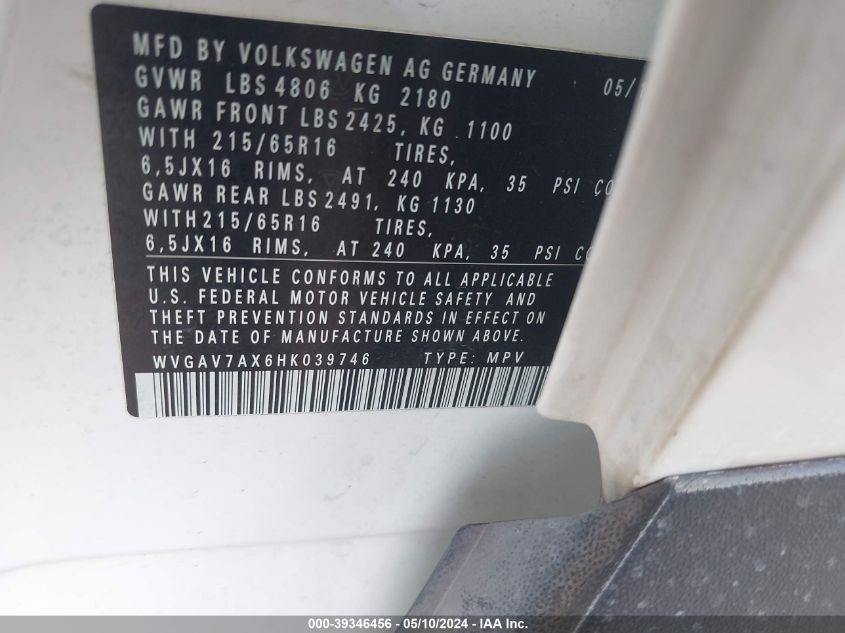 MFD BY VOLKSWAGEN AG GERMANY 05/
GVWR LBS 4806 KG 2180
GAWR FRONT LBS 2425, KG 1100
WITH 215/65R16 TIRES,
6,5JX16 RIMS, AT 240 KPA, 35 PSI CO
GAWR REAR LBS 2491, KG 1130
WITH215/65R16 TIRES,
6,5JX16 RIMS, AT 240 KPA, 35 PSI C
THIS VEHICLE CONFORMS TO ALL APPLICABLE
U.S. FEDERAL MOTOR VEHICLE SAFETY AND
THEFT PREVENTION STANDARDS IN EFFECT ON
THE DATE OF MANUFACTURE SHOWN ABOVE.
WVGAV7AX6HK039746 TYPE: MPV
000-39346456 - 05/10/2024 - IAA Inc.